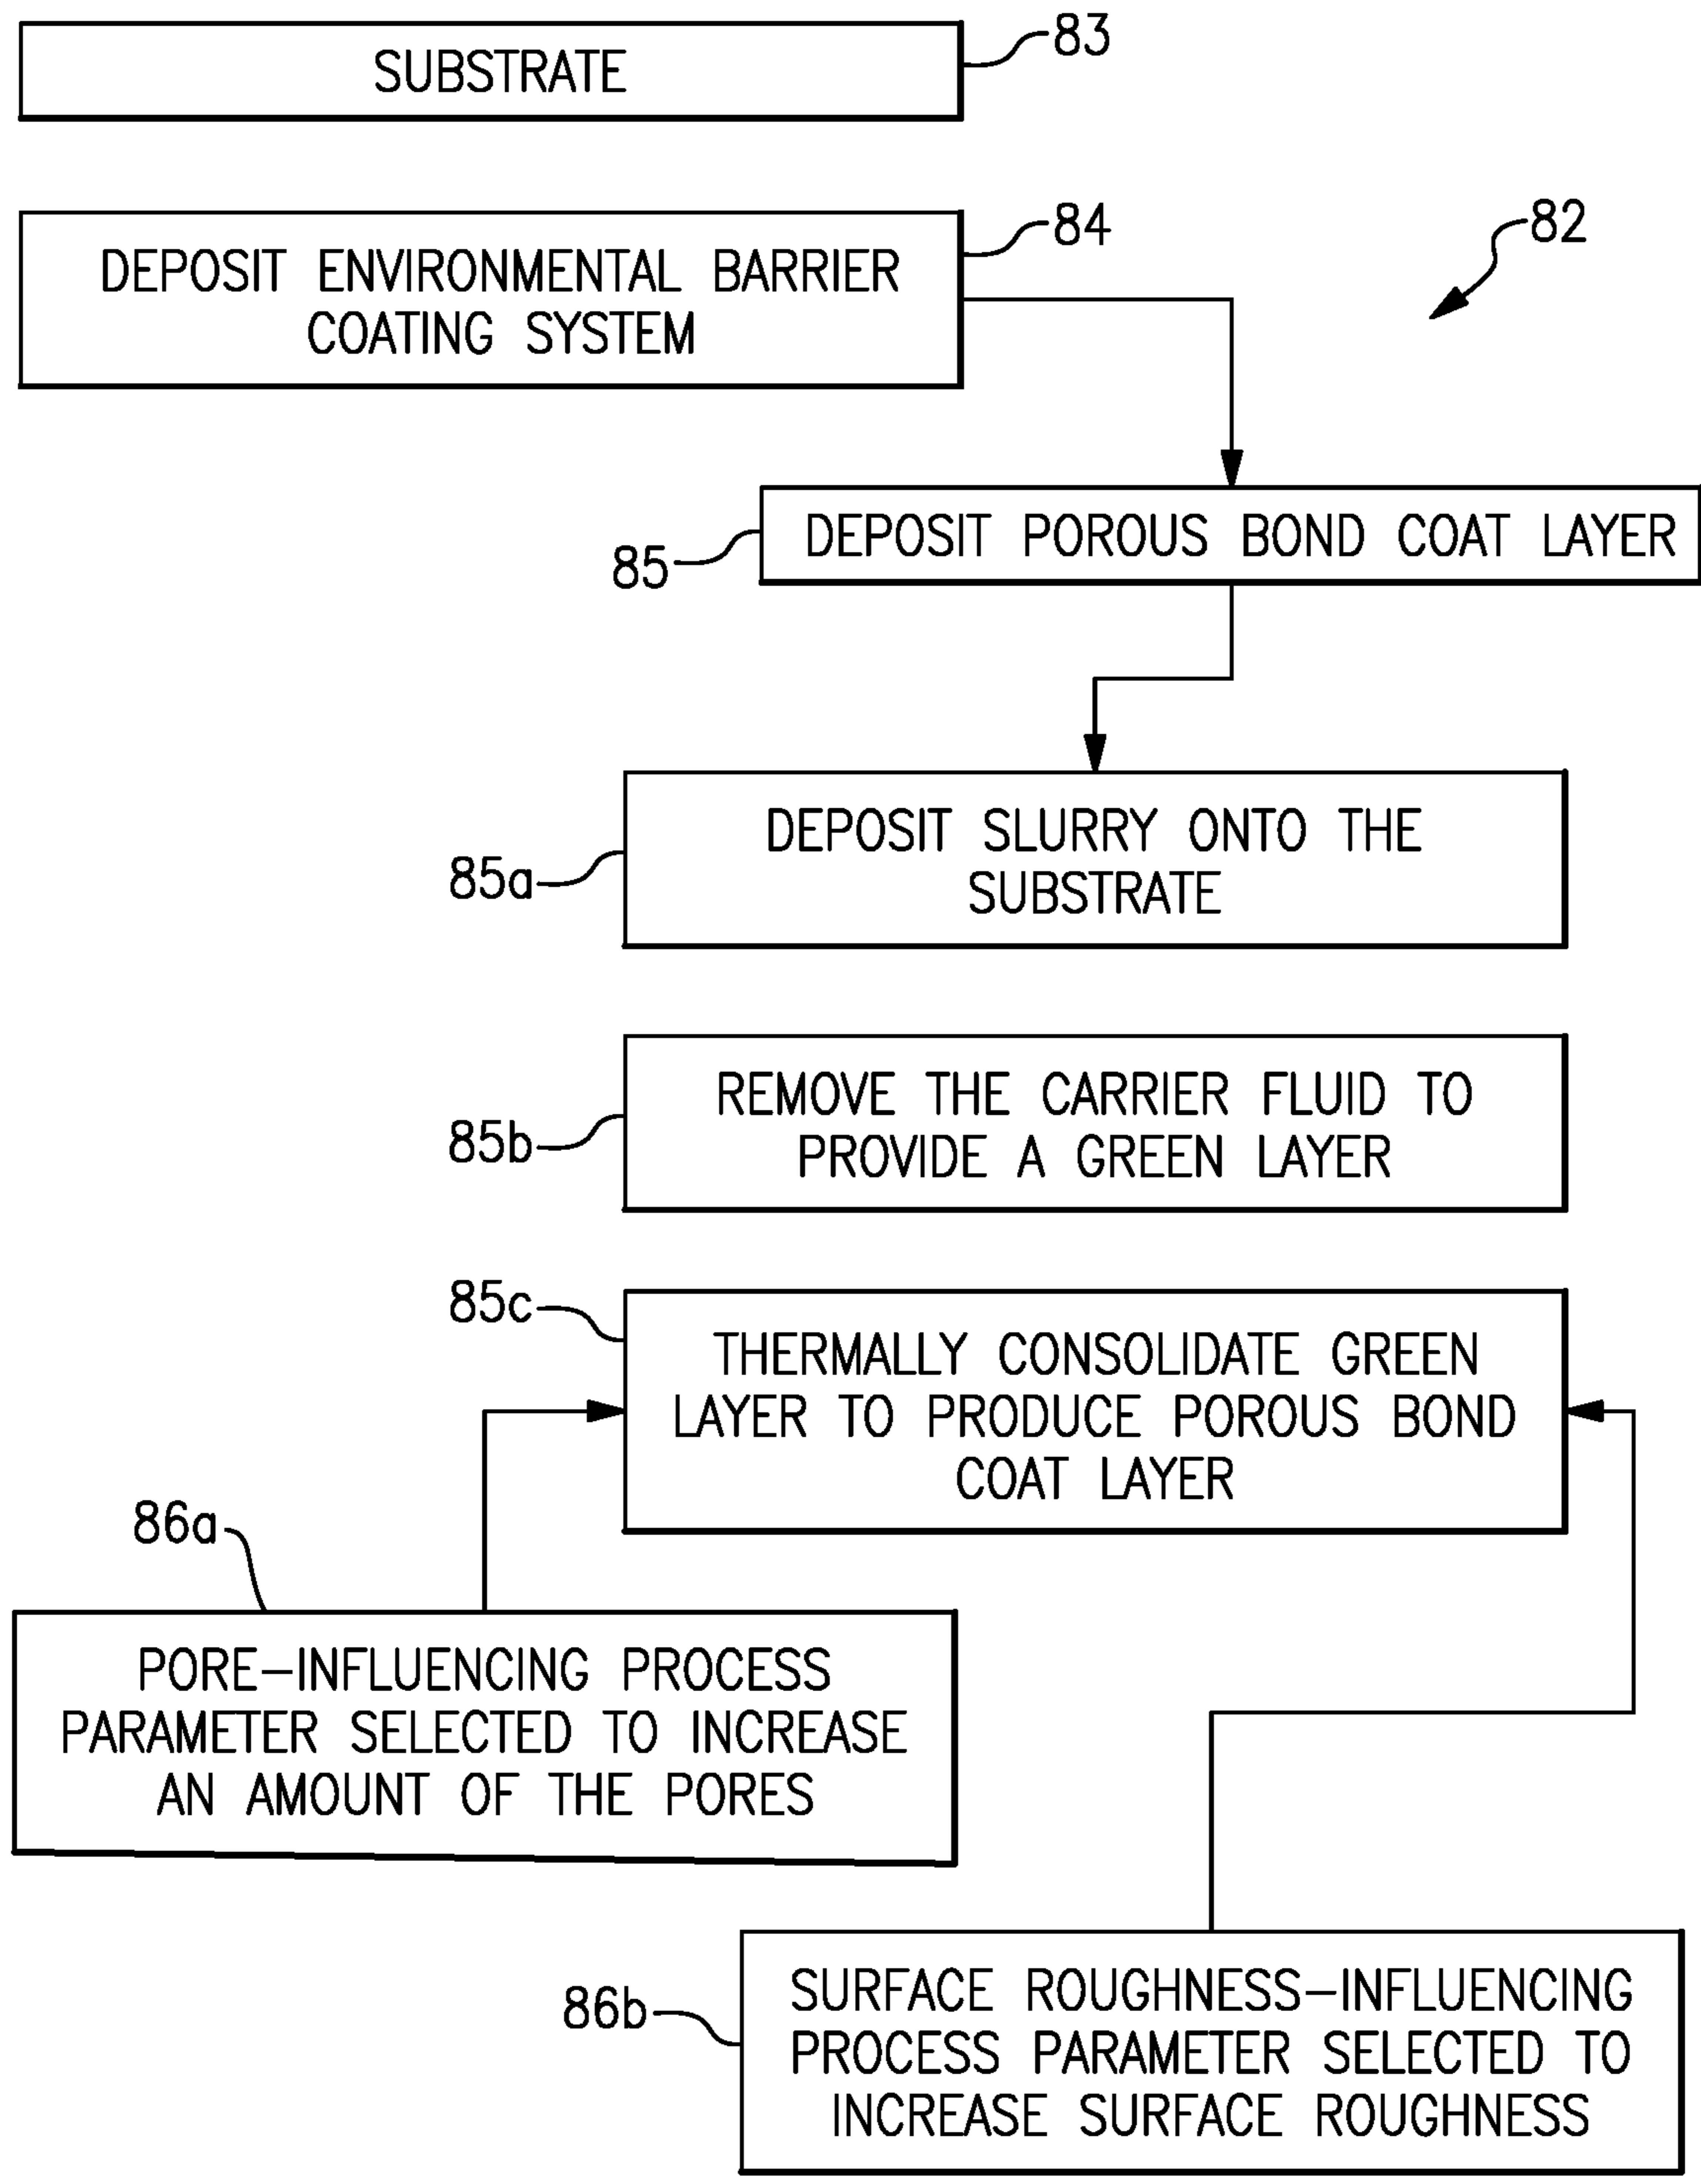 SUBSTRATE
83
DEPOSIT ENVIRONMENTAL BARRIER
COATING SYSTEM
84
82
DEPOSIT POROUS BOND COAT LAYER
85
DEPOSIT SLURRY ONTO THE
SUBSTRATE
85a
REMOVE THE CARRIER FLUID TO
PROVIDE A GREEN LAYER
85b
85c
THERMALLY CONSOLIDATE GREEN
LAYER TO PRODUCE POROUS BOND
COAT LAYER
86a
PORE-INFLUENCING PROCESS
PARAMETER SELECTED TO INCREASE
AN AMOUNT OF THE PORES
86b
SURFACE ROUGHNESS-INFLUENCING
PROCESS PARAMETER SELECTED TO
INCREASE SURFACE ROUGHNESS